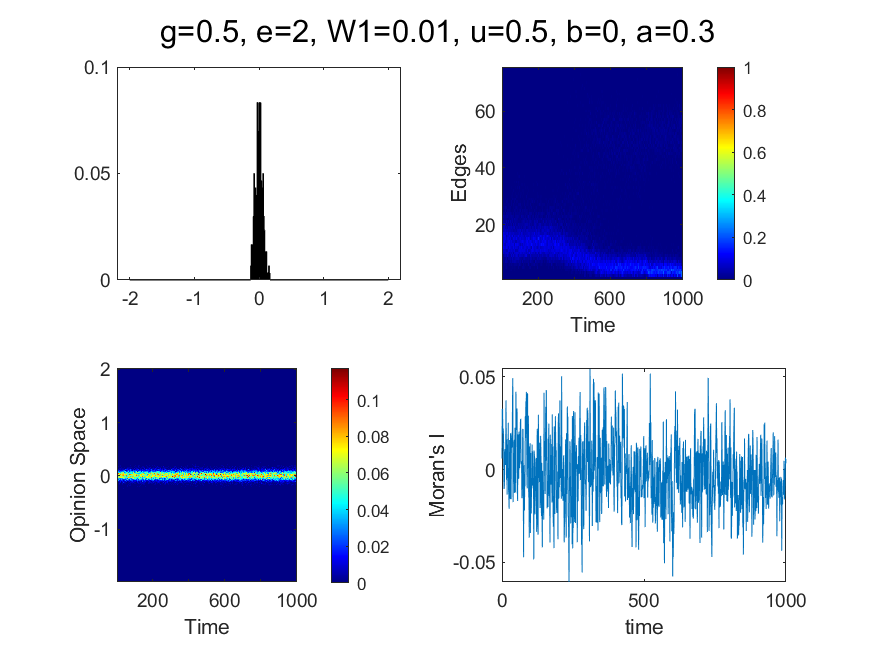 g=0.5, e=2, W1=0.01, u=0.5, b=0, a=0.3
0.1
0.05
0
-2 -1 0 1 2
Edges
60
40
20
200 600 1000
Time
1
0.8
0.6
0.4
0.2
0
Opinion Space
2
1
0
-1
200 600 1000
Time
0.1
0.08
0.06
0.04
0.02
0
Moran's I
0.05
0
-0.05
0 500 1000
time